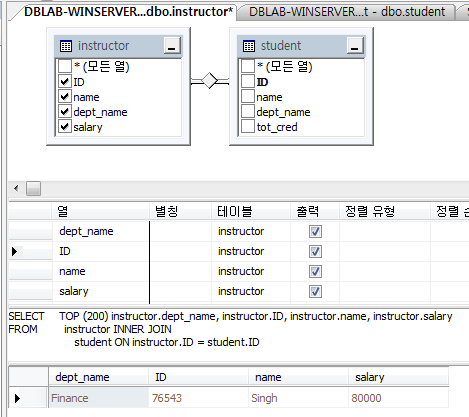 DBLAB-WINSERVER...dbo.instructor* DBLAB-WINSERVER...t - dbo.student
instructor
* (모든 열)
ID
name
dept_name
salary
student
* (모든 열)
ID
name
dept_name
tot_cred
열 별칭 테이블 출력 정렬 유형 정렬 순
dept_name instructor
ID instructor
name instructor
salary instructor
SELECT TOP (200) instructor.dept_name, instructor.ID, instructor.name, instructor.salary
FROM instructor INNER JOIN
student ON instructor.ID = student.ID
dept_name ID name salary
Finance 76543 Singh 80000